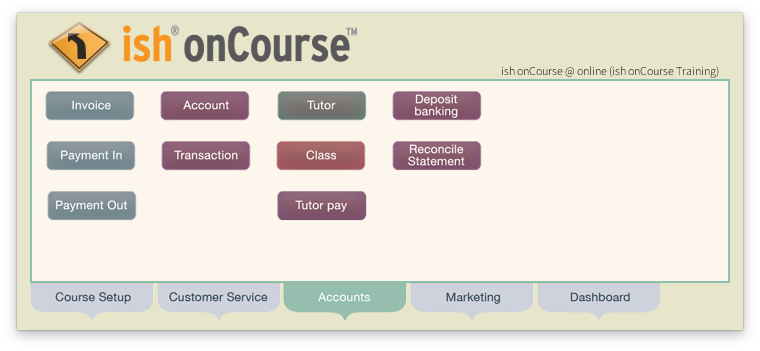 ish® onCourse™
ish onCourse @ online (ish onCourse Training)
Invoice
Account
Tutor
Deposit
banking
Payment In
Transaction
Class
Reconcile
Statement
Payment Out
Tutor pay
Course Setup
Customer Service
Accounts
Marketing
Dashboard